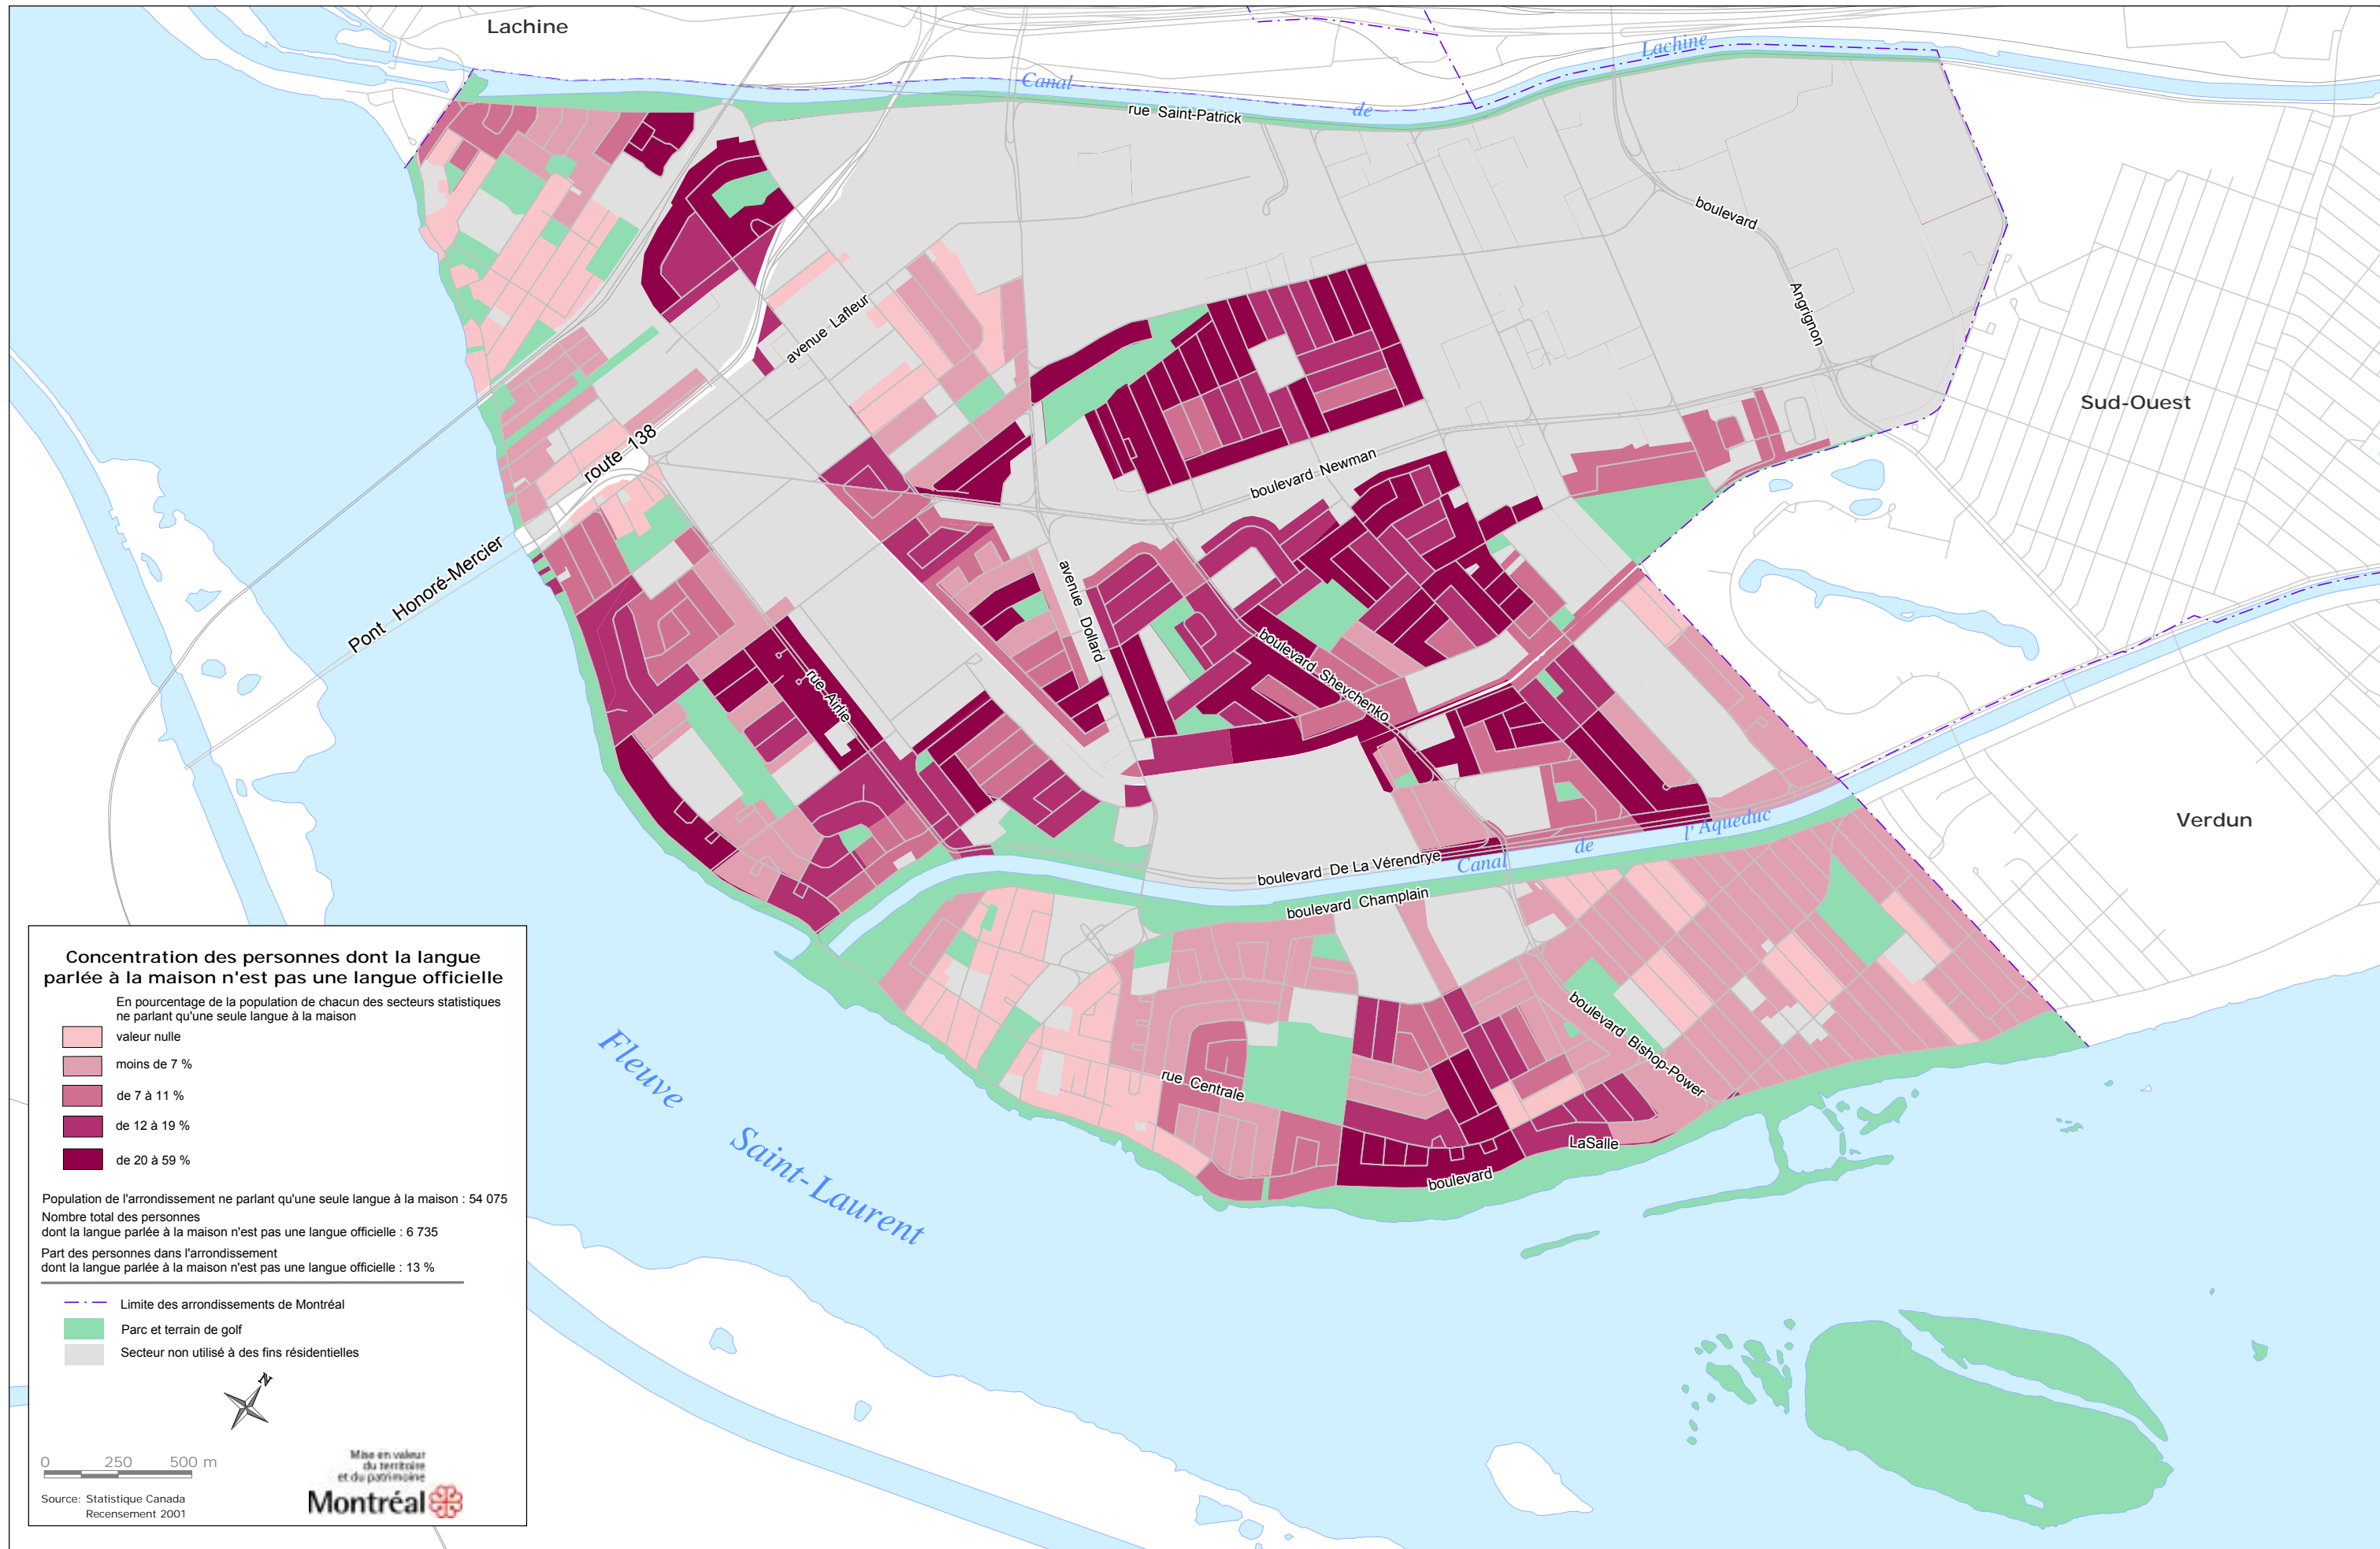 Lachine
Canal
de
Lachine
rue Saint-Patrick
boulevard
Angrignon
avenue Lafleur
Sud-Ouest
route 138
boulevard Newman
Pont Honoré-Mercier
avenue Dollard
boulevard Shevchenko
rue Airlie
Verdun
l'Aqueduc
de
Canal
boulevard De La Vérendrye
boulevard Champlain
boulevard Bishop-Power
rue Centrale
LaSalle
boulevard
Fleuve
Saint-Laurent
Concentration des personnes dont la langue
parlée à la maison n'est pas une langue officielle
En pourcentage de la population de chacun des secteurs statistiques
ne parlant qu'une seule langue à la maison
valeur nulle
moins de 7 %
de 7 à 11 %
de 12 à 19 %
de 20 à 59 %
Population de l'arrondissement ne parlant qu'une seule langue à la maison : 54 075
Nombre total des personnes
dont la langue parlée à la maison n'est pas une langue officielle : 6 735
Part des personnes dans l'arrondissement
dont la langue parlée à la maison n'est pas une langue officielle : 13 %
Limite des arrondissements de Montréal
Parc et terrain de golf
Secteur non utilisé à des fins résidentielles
N
0 250 500 m
Mise en valeur
du territoire
et du patrimoine
Montréal
Source: Statistique Canada
Recensement 2001